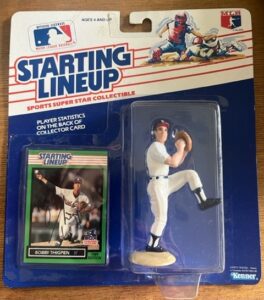 AGES 4 AND UP
STARTING
LINEUP
SPORTS SUPER STAR COLLECTIBLE
PLAYER STATISTICS
ON THE BACK OF
COLLECTOR CARD
STARTING
LINEUP
BOBBY THIGPEN
Kenner